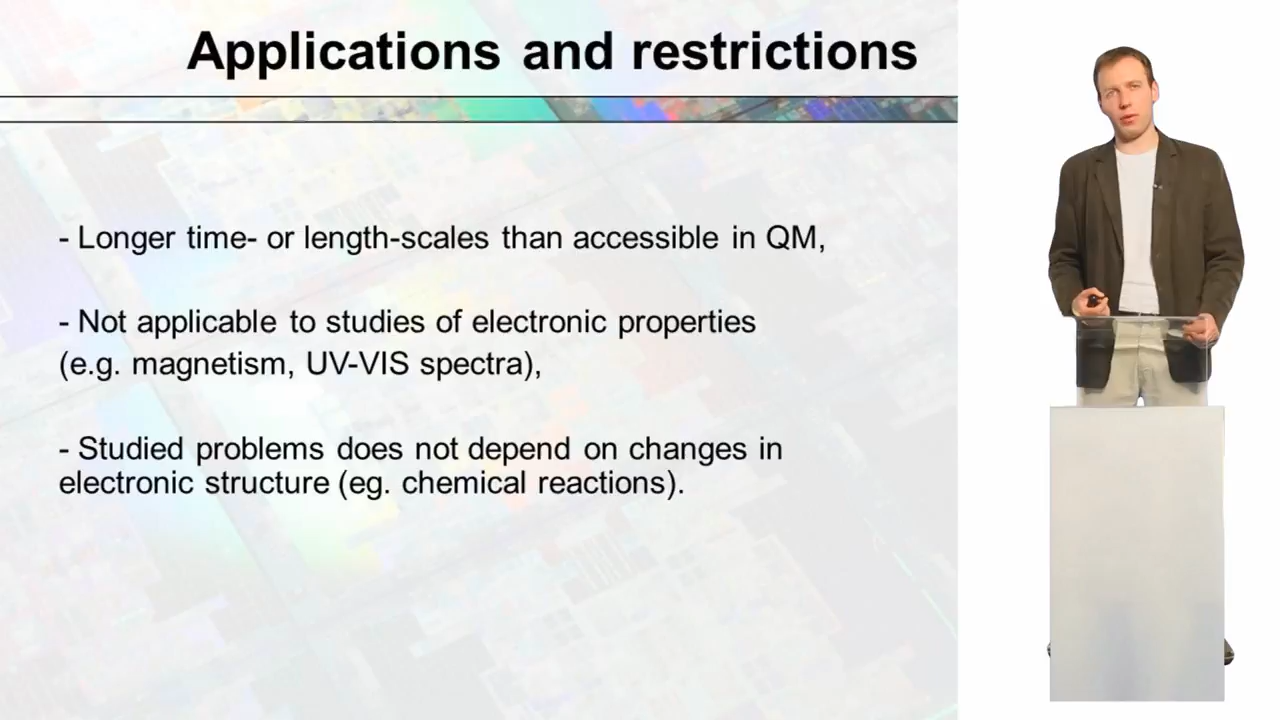 Applications and restrictions
- Longer time- or length-scales than accessible in QM,
- Not applicable to studies of electronic properties
(e.g. magnetism, UV-VIS spectra),
- Studied problems does not depend on changes in
electronic structure (eg. chemical reactions).